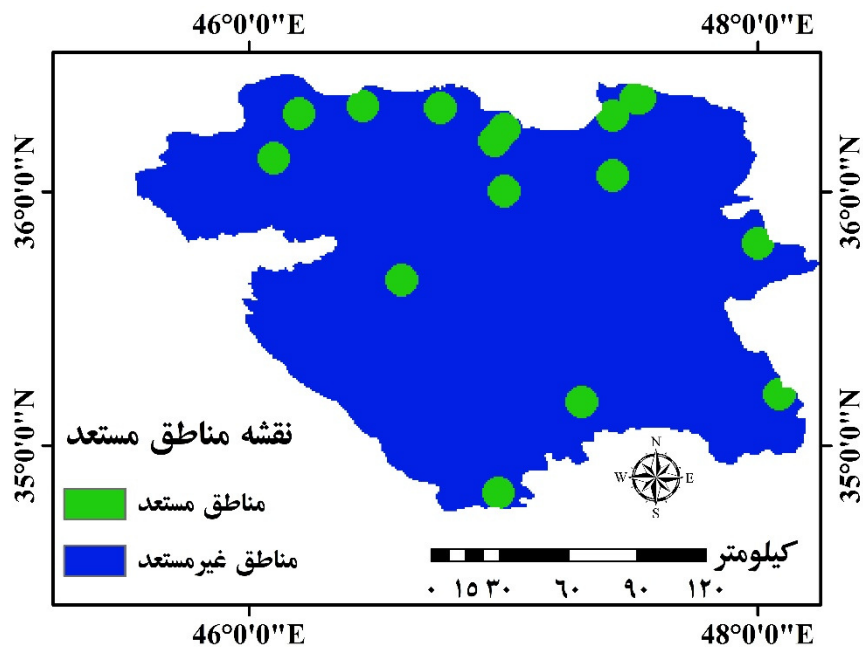 46°0'0"E 48°0'0"E
36°0'0"N 36°0'0"N
35°0'0"N 35°0'0"N
نقشه مناطق مستعد
مناطق مستعد
مناطق غیرمستعد
N
W E
S
کیلومتر
۰ ۱۵ ۳۰ ۶۰ ۹۰ ۱۲۰
46°0'0"E 48°0'0"E